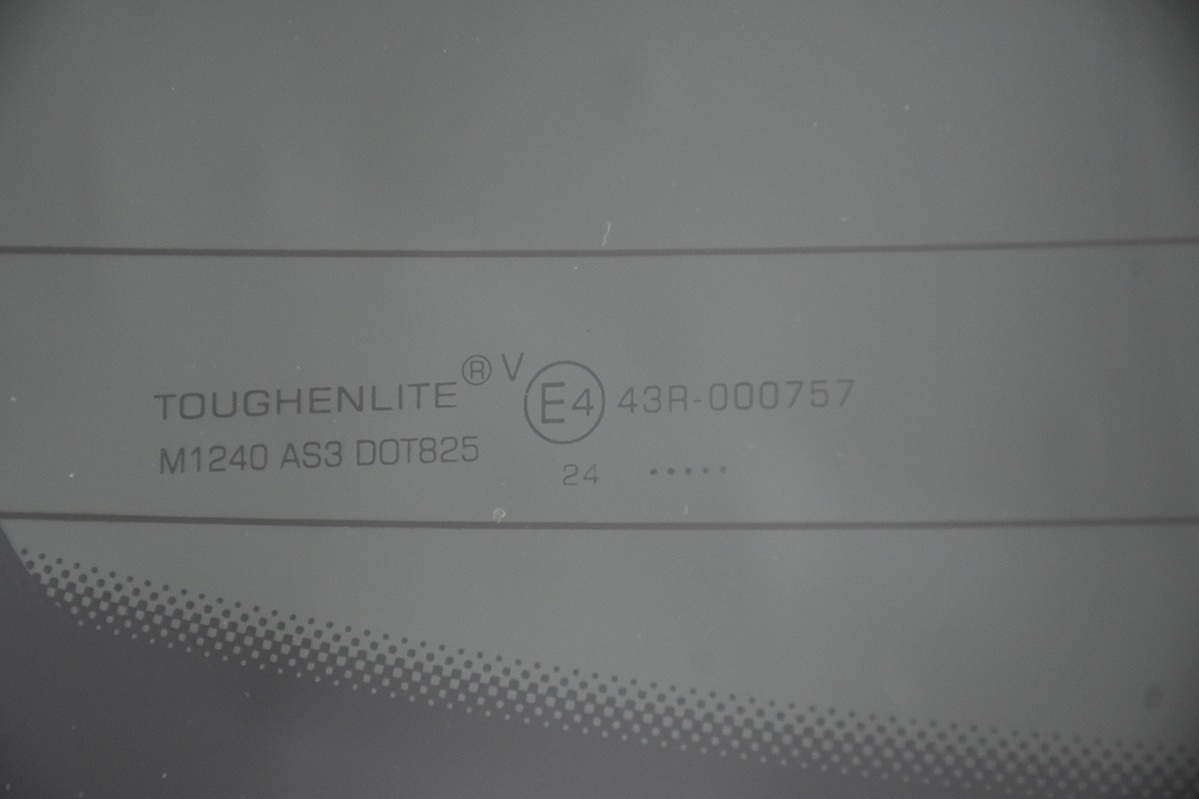 TOUGHENLITE® V E4 43R-000757
M1240 AS3 DOT825
24 .....